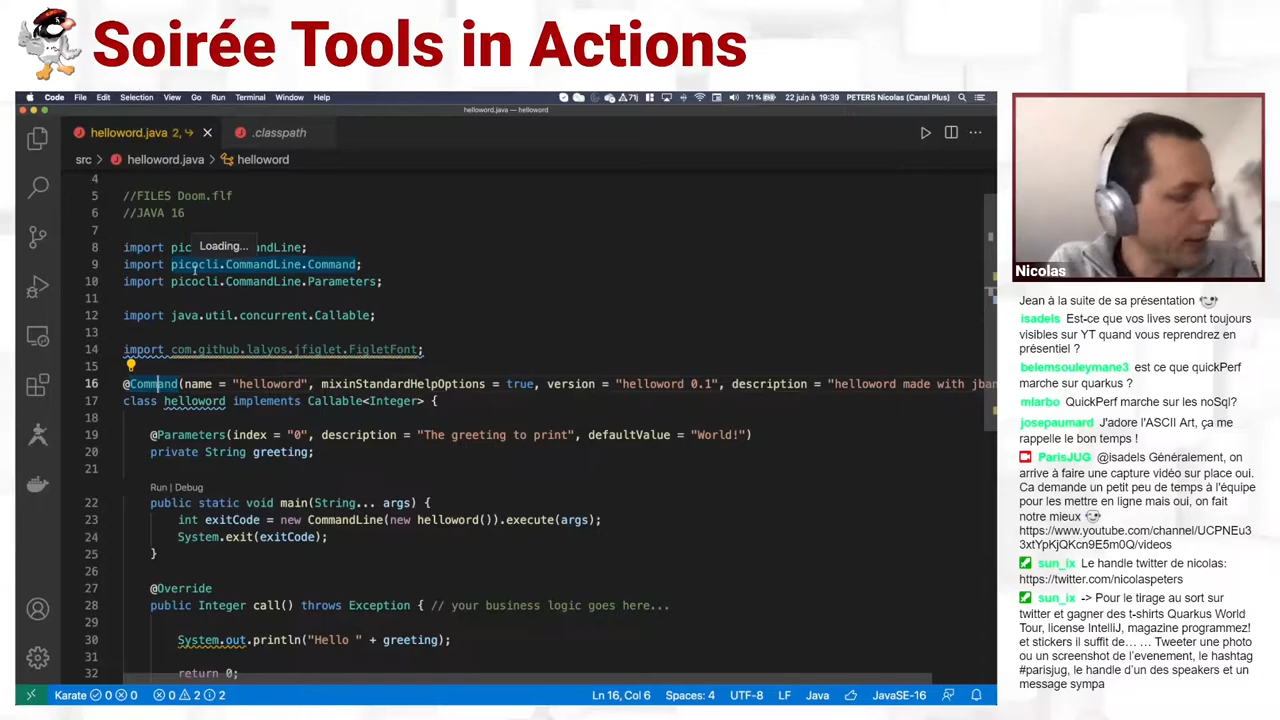 Soirée Tools in Actions
Code File Edit Selection View Go Run Terminal Window Help
71 % 22 juin à 19:39 PETERS Nicolas (Canal Plus)
helloword.java — helloword
helloword.java 2, .classpath
src > helloword.java > helloword
4
5 //FILES Doom.flf
6 //JAVA 16
7
Loading...
8 import pic mandLine;
9 import picocli.CommandLine.Command;
10 import picocli.CommandLine.Parameters;
11
12 import java.util.concurrent.Callable;
13
14 import com.github.lalyos.jfiglet.FigletFont;
15
16 @Command(name = "helloword", mixinStandardHelpOptions = true, version = "helloword 0.1", description = "helloword made with jban
17 class helloword implements Callable<Integer> {
18
19 @Parameters(index = "0", description = "The greeting to print", defaultValue = "World!")
20 private String greeting;
21
Run | Debug
22 public static void main(String... args) {
23 int exitCode = new CommandLine(new helloword()).execute(args);
24 System.exit(exitCode);
25 }
26
27 @Override
28 public Integer call() throws Exception { // your business logic goes here...
29
30 System.out.println("Hello " + greeting);
31
32 return 0;
Karate 0 0 0 2 2 Ln 16, Col 6 Spaces: 4 UTF-8 LF Java JavaSE-16
Nicolas
Jean à la suite de sa présentation
isadels Est-ce que vos lives seront toujours
visibles sur YT quand vous reprendrez en
présentiel ?
belemsouleymane3 est ce que quickPerf
marche sur quarkus ?
mlarbo QuickPerf marche sur les noSql?
josepaumard J'adore l'ASCII Art, ça me
rappelle le bon temps !
ParisJUG @isadels Généralement, on
arrive à faire une capture vidéo sur place oui.
Ca demande un petit peu de temps à l'équipe
pour les mettre en ligne mais oui, on fait
notre mieux
https://www.youtube.com/channel/UCPNEu3
3xtYpKjQKcn9E5m0Q/videos
sun_ix Le handle twitter de nicolas:
https://twitter.com/nicolaspeters
sun_ix -> Pour le tirage au sort sur
twitter et gagner des t-shirts Quarkus World
Tour, license IntelliJ, magazine programmez!
et stickers il suffit de… … Tweeter une photo
ou un screenshot de l'evenement, le hashtag
#parisjug, le handle d'un des speakers et un
message sympa